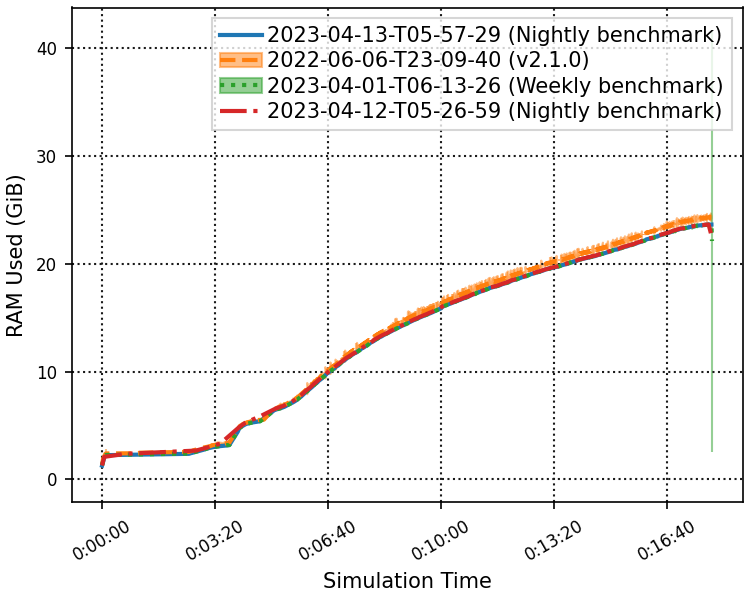 2023-04-13-T05-57-29 (Nightly benchmark)
2022-06-06-T23-09-40 (v2.1.0)
2023-04-01-T06-13-26 (Weekly benchmark)
2023-04-12-T05-26-59 (Nightly benchmark)
40
30
20
10
0
RAM Used (GiB)
0:00:00
0:03:20
0:06:40
0:10:00
0:13:20
0:16:40
Simulation Time